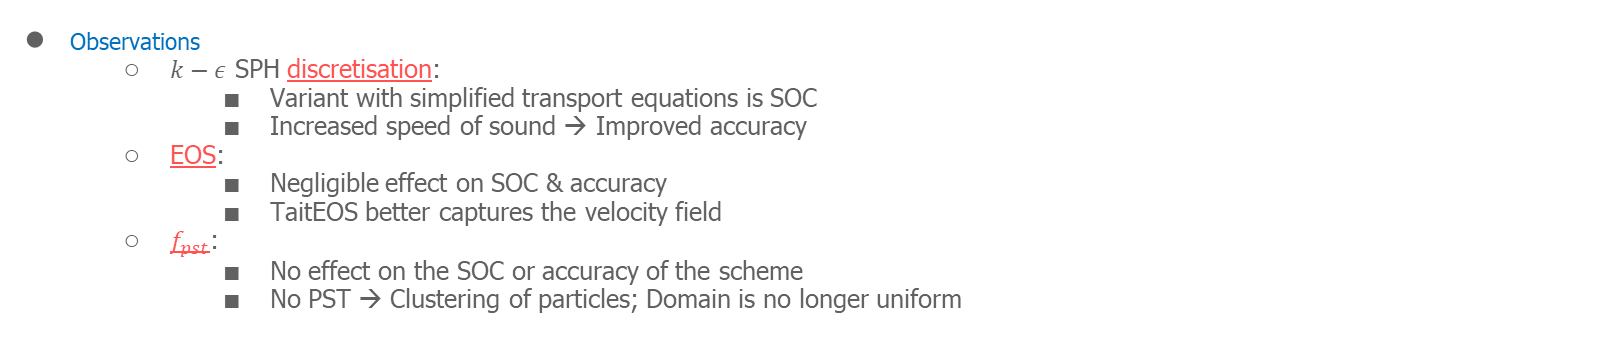 ● Observations
○ k − ϵ SPH discretisation:
■ Variant with simplified transport equations is SOC
■ Increased speed of sound → Improved accuracy
○ EOS:
■ Negligible effect on SOC & accuracy
■ TaitEOS better captures the velocity field
○ f_pst:
■ No effect on the SOC or accuracy of the scheme
■ No PST → Clustering of particles; Domain is no longer uniform